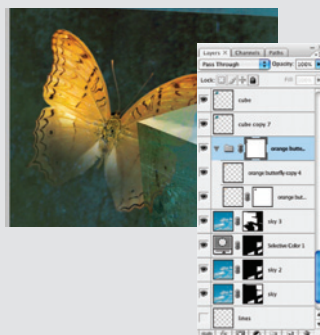 Layers × Channels Paths
Pass Through Opacity: 100%
Lock: Fill:
cube
cube copy 7
orange butte...
orange butterfly copy 4
orange but...
sky 3
Selective Color 1
sky 2
sky
lines